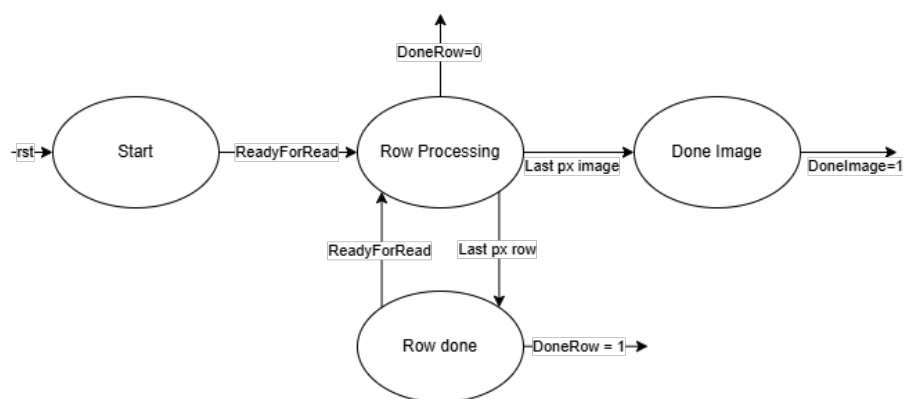 DoneRow=0
rst
Start
ReadyForRead
Row Processing
Last px image
Done Image
DoneImage=1
ReadyForRead
Last px row
Row done
DoneRow = 1